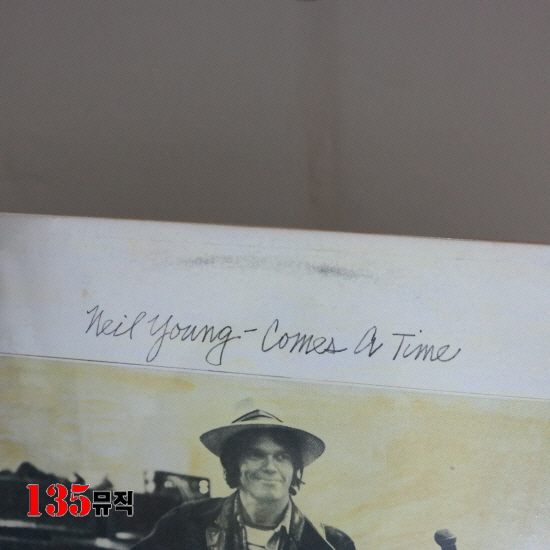 Neil Young - Comes A Time
135뮤직